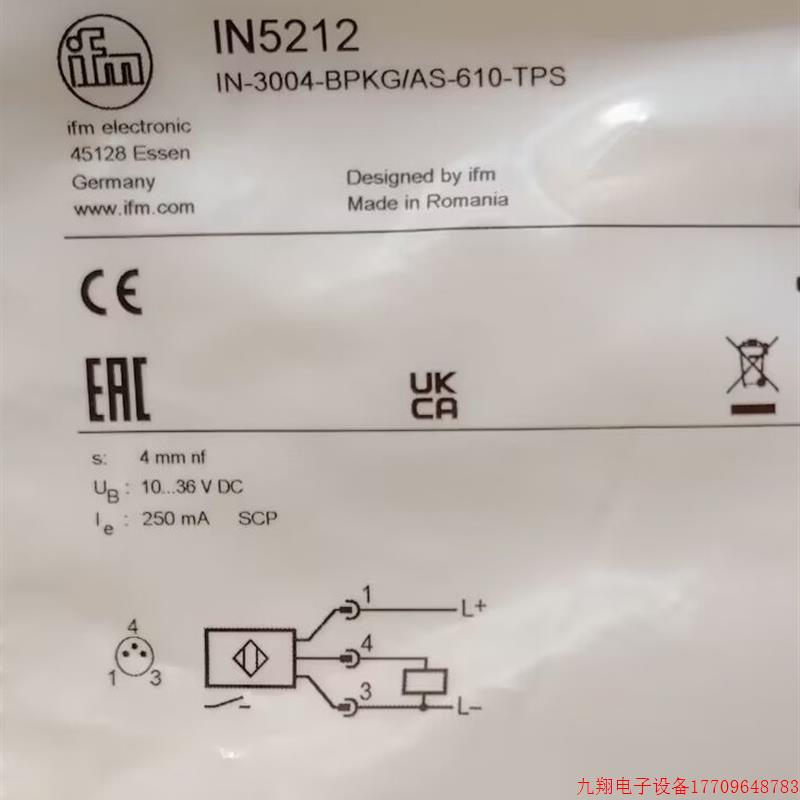 ifm
IN5212
IN-3004-BPKG/AS-610-TPS
ifm electronic
45128 Essen
Germany
www.ifm.com
Designed by ifm
Made in Romania
CE
EAC
UK
CA
s: 4 mm nf
UB : 10...36 V DC
Ie : 250 mA SCP
4
1 3
1 L+
4
3 L–
九翔电子设备17709648783